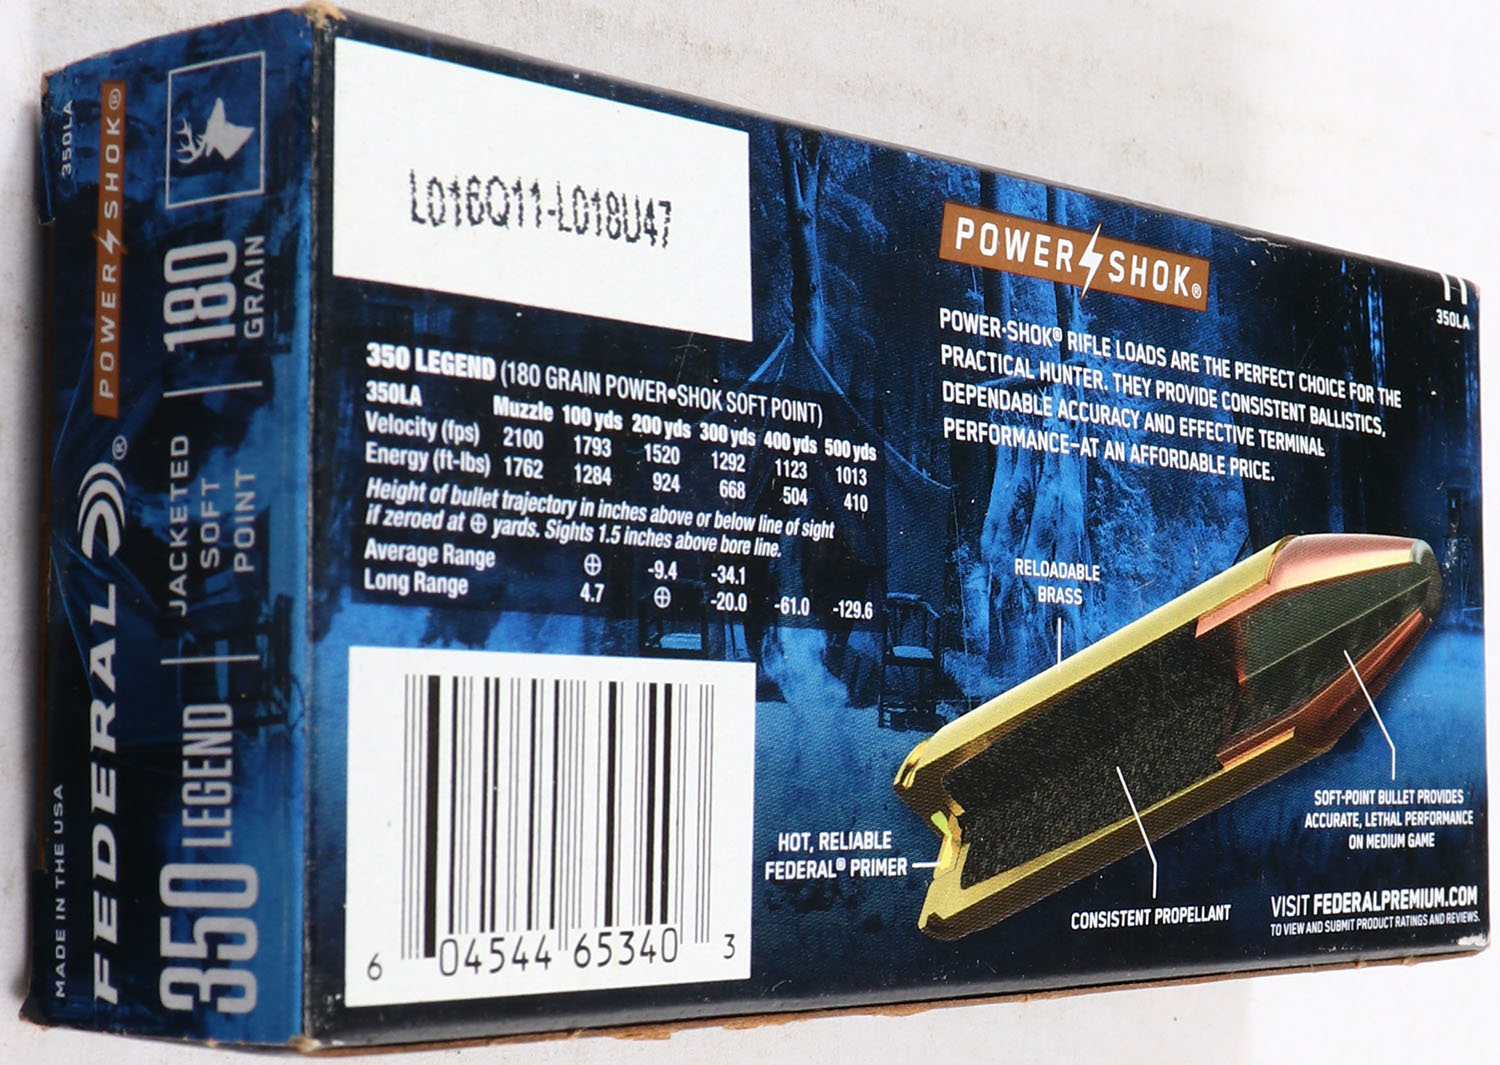 350LA
POWER SHOK®
MADE IN THE USA
FEDERAL®
350 LEGEND
JACKETED
SOFT
POINT
180
GRAIN
L016Q11-L018U47
350 LEGEND (180 GRAIN POWER•SHOK SOFT POINT)
350LA
Muzzle 100 yds 200 yds 300 yds 400 yds 500 yds
Velocity (fps) 2100 1793 1520 1292 1123 1013
Energy (ft-lbs) 1762 1284 924 668 504 410
Height of bullet trajectory in inches above or below line of sight
if zeroed at ⊕ yards. Sights 1.5 inches above bore line.
Average Range ⊕ -9.4 -34.1
Long Range 4.7 ⊕ -20.0 -61.0 -129.6
6 04544 65340 3
350LA
POWER SHOK®
POWER•SHOK® RIFLE LOADS ARE THE PERFECT CHOICE FOR THE
PRACTICAL HUNTER. THEY PROVIDE CONSISTENT BALLISTICS,
DEPENDABLE ACCURACY AND EFFECTIVE TERMINAL
PERFORMANCE–AT AN AFFORDABLE PRICE.
RELOADABLE
BRASS
HOT, RELIABLE
FEDERAL® PRIMER
CONSISTENT PROPELLANT
SOFT-POINT BULLET PROVIDES
ACCURATE, LETHAL PERFORMANCE
ON MEDIUM GAME
VISIT FEDERALPREMIUM.COM
TO VIEW AND SUBMIT PRODUCT RATINGS AND REVIEWS.